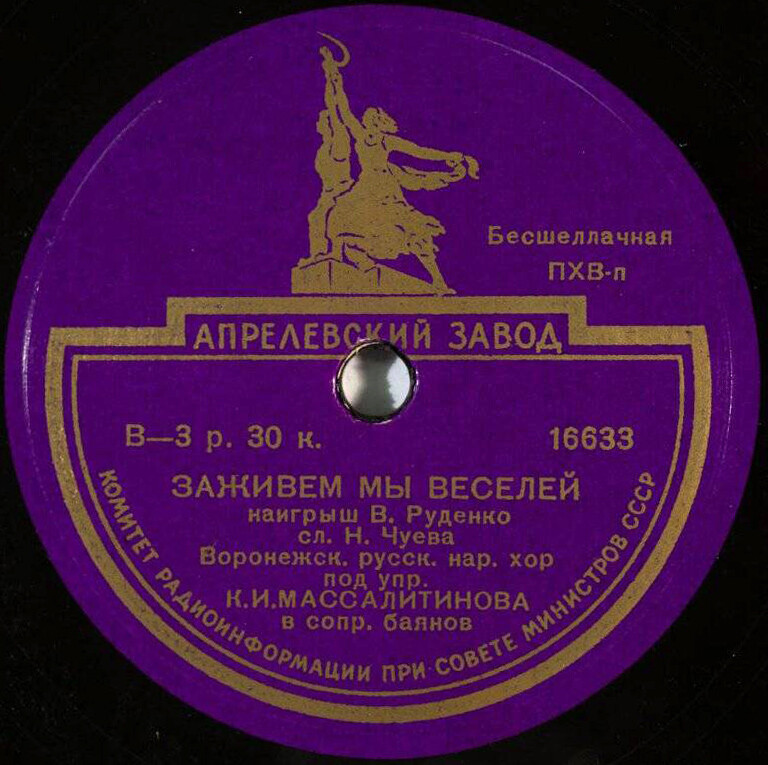 Бесшеллачная
ПХВ-п
АПРЕЛЕВСКИЙ ЗАВОД
В—3 р. 30 к.
16633
ЗАЖИВЕМ МЫ ВЕСЕЛЕЙ
наигрыш В. Руденко
сл. Н. Чуева
Воронежск. русск. нар. хор
под упр.
К.И.МАССАЛИТИНОВА
в сопр. баянов
КОМИТЕТ РАДИОИНФОРМАЦИИ ПРИ СОВЕТЕ МИНИСТРОВ СССР